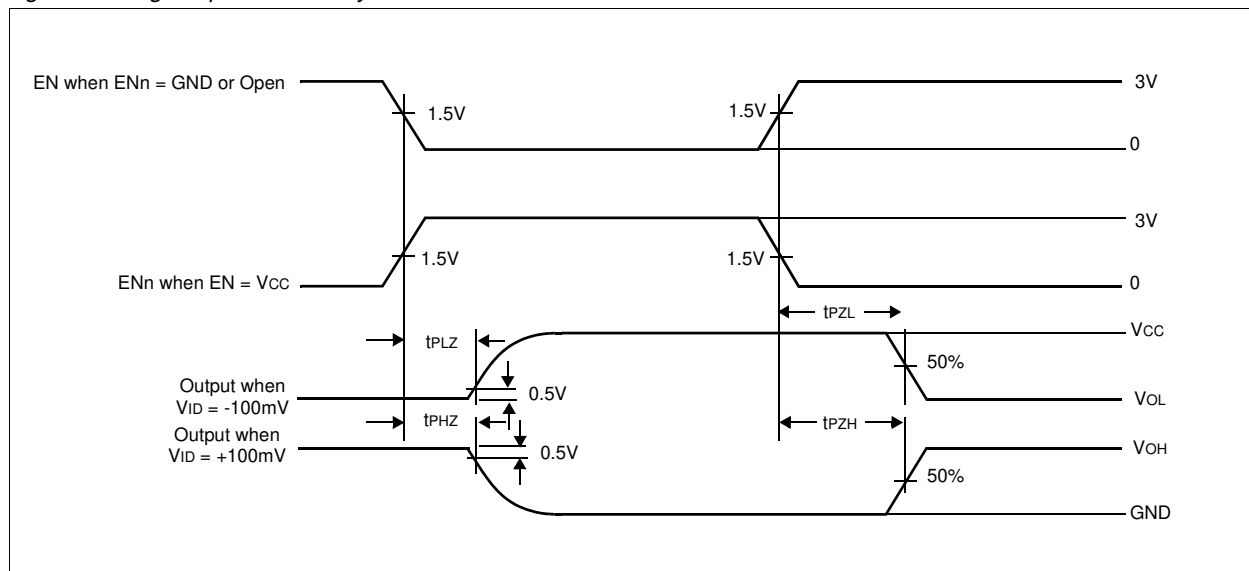 EN when ENn = GND or Open
3V
1.5V
1.5V
0
3V
1.5V
1.5V
ENn when EN = VCC
0
tPZL
VCC
tPLZ
50%
Output when
VID = -100mV
0.5V
VOL
tPHZ
tPZH
Output when
VID = +100mV
0.5V
VOH
50%
GND